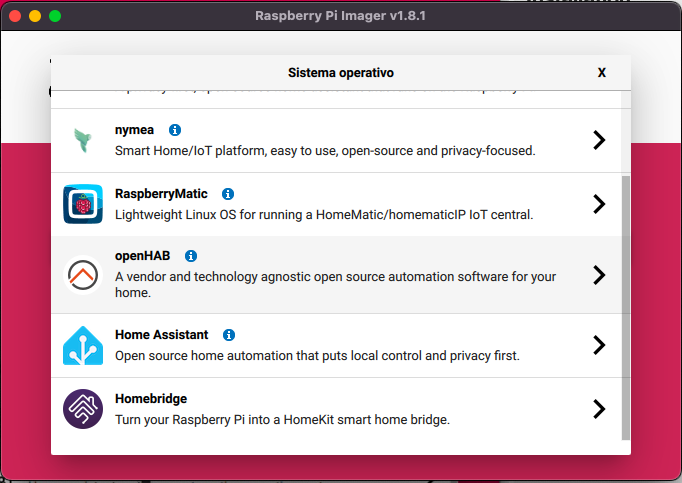 Raspberry Pi Imager v1.8.1
Sistema operativo
X
nymea
Smart Home/IoT platform, easy to use, open-source and privacy-focused.
RaspberryMatic
Lightweight Linux OS for running a HomeMatic/homematicIP IoT central.
openHAB
A vendor and technology agnostic open source automation software for your
home.
Home Assistant
Open source home automation that puts local control and privacy first.
Homebridge
Turn your Raspberry Pi into a HomeKit smart home bridge.